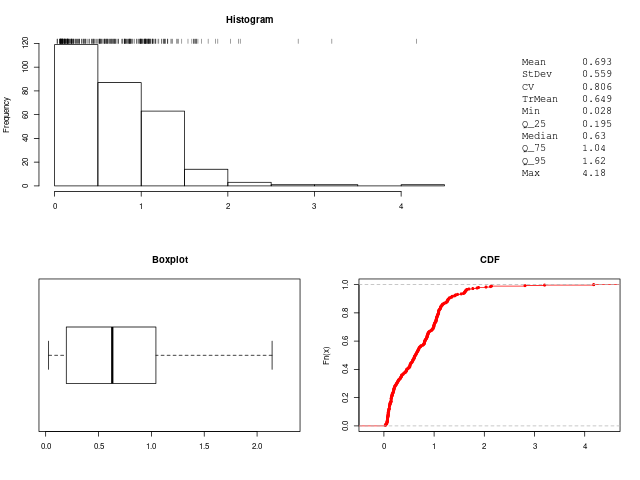 Histogram
Frequency
120
100
80
60
40
20
0
0 1 2 3 4
Mean 0.693
StDev 0.559
CV 0.806
TrMean 0.649
Min 0.028
Q_25 0.195
Median 0.63
Q_75 1.04
Q_95 1.62
Max 4.18
Boxplot
0.0 0.5 1.0 1.5 2.0
CDF
Fn(x)
1.0
0.8
0.6
0.4
0.2
0.0
0 1 2 3 4